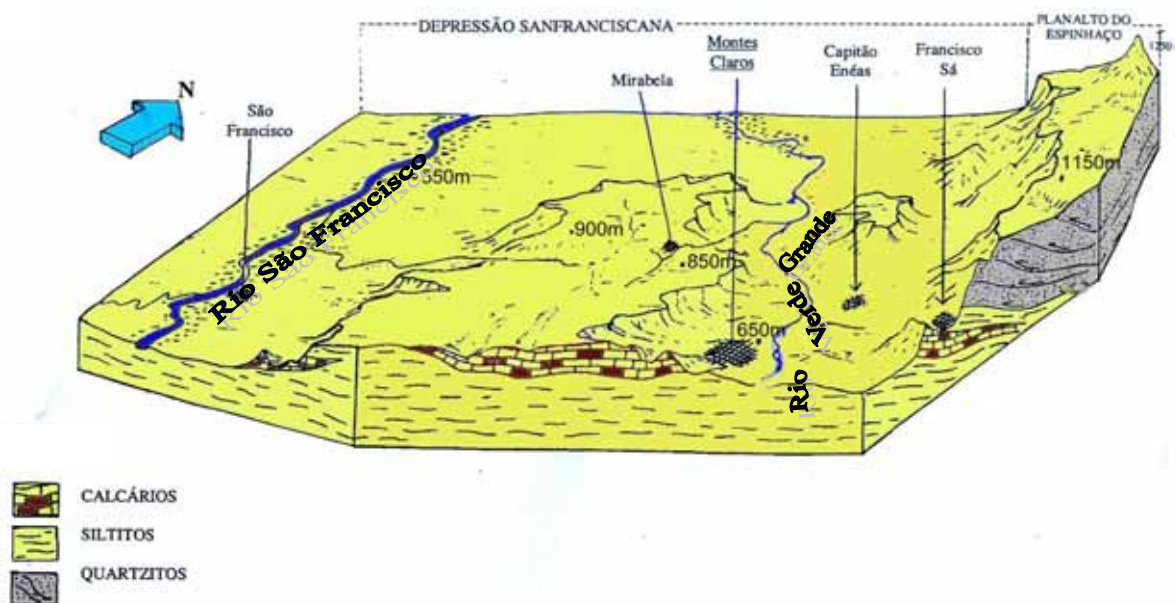 DEPRESSÃO SANFRANCISCANA
PLANALTO DO
ESPINHAÇO
N
São
Francisco
Mirabela
Montes
Claros
Capitão
Enéas
Francisco
Sá
Rio São Francisco
550m
900m
850m
650m
1150m
Rio Verde Grande
CALCÁRIOS
SILTITOS
QUARTZITOS